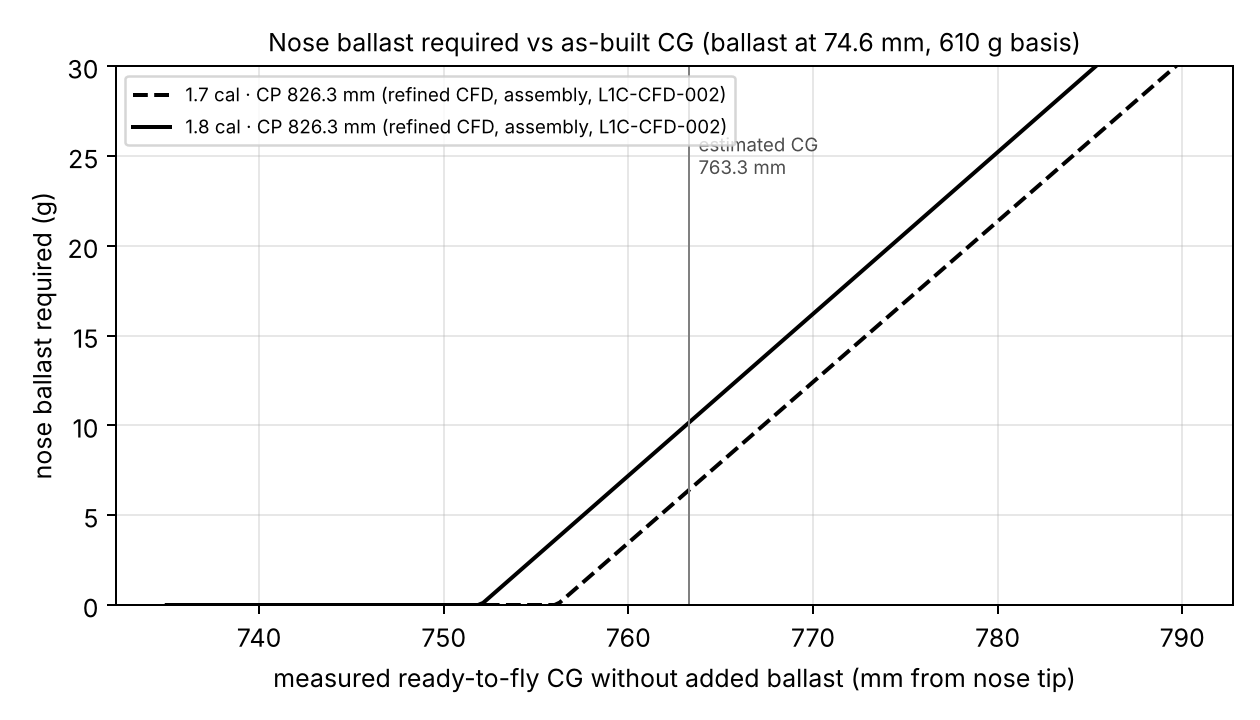 Nose ballast required vs as-built CG (ballast at 74.6 mm, 610 g basis)
1.7 cal · CP 826.3 mm (refined CFD, assembly, L1C-CFD-002)
1.8 cal · CP 826.3 mm (refined CFD, assembly, L1C-CFD-002)
estimated CG
763.3 mm
nose ballast required (g)
30
25
20
15
10
5
0
740
750
760
770
780
790
measured ready-to-fly CG without added ballast (mm from nose tip)